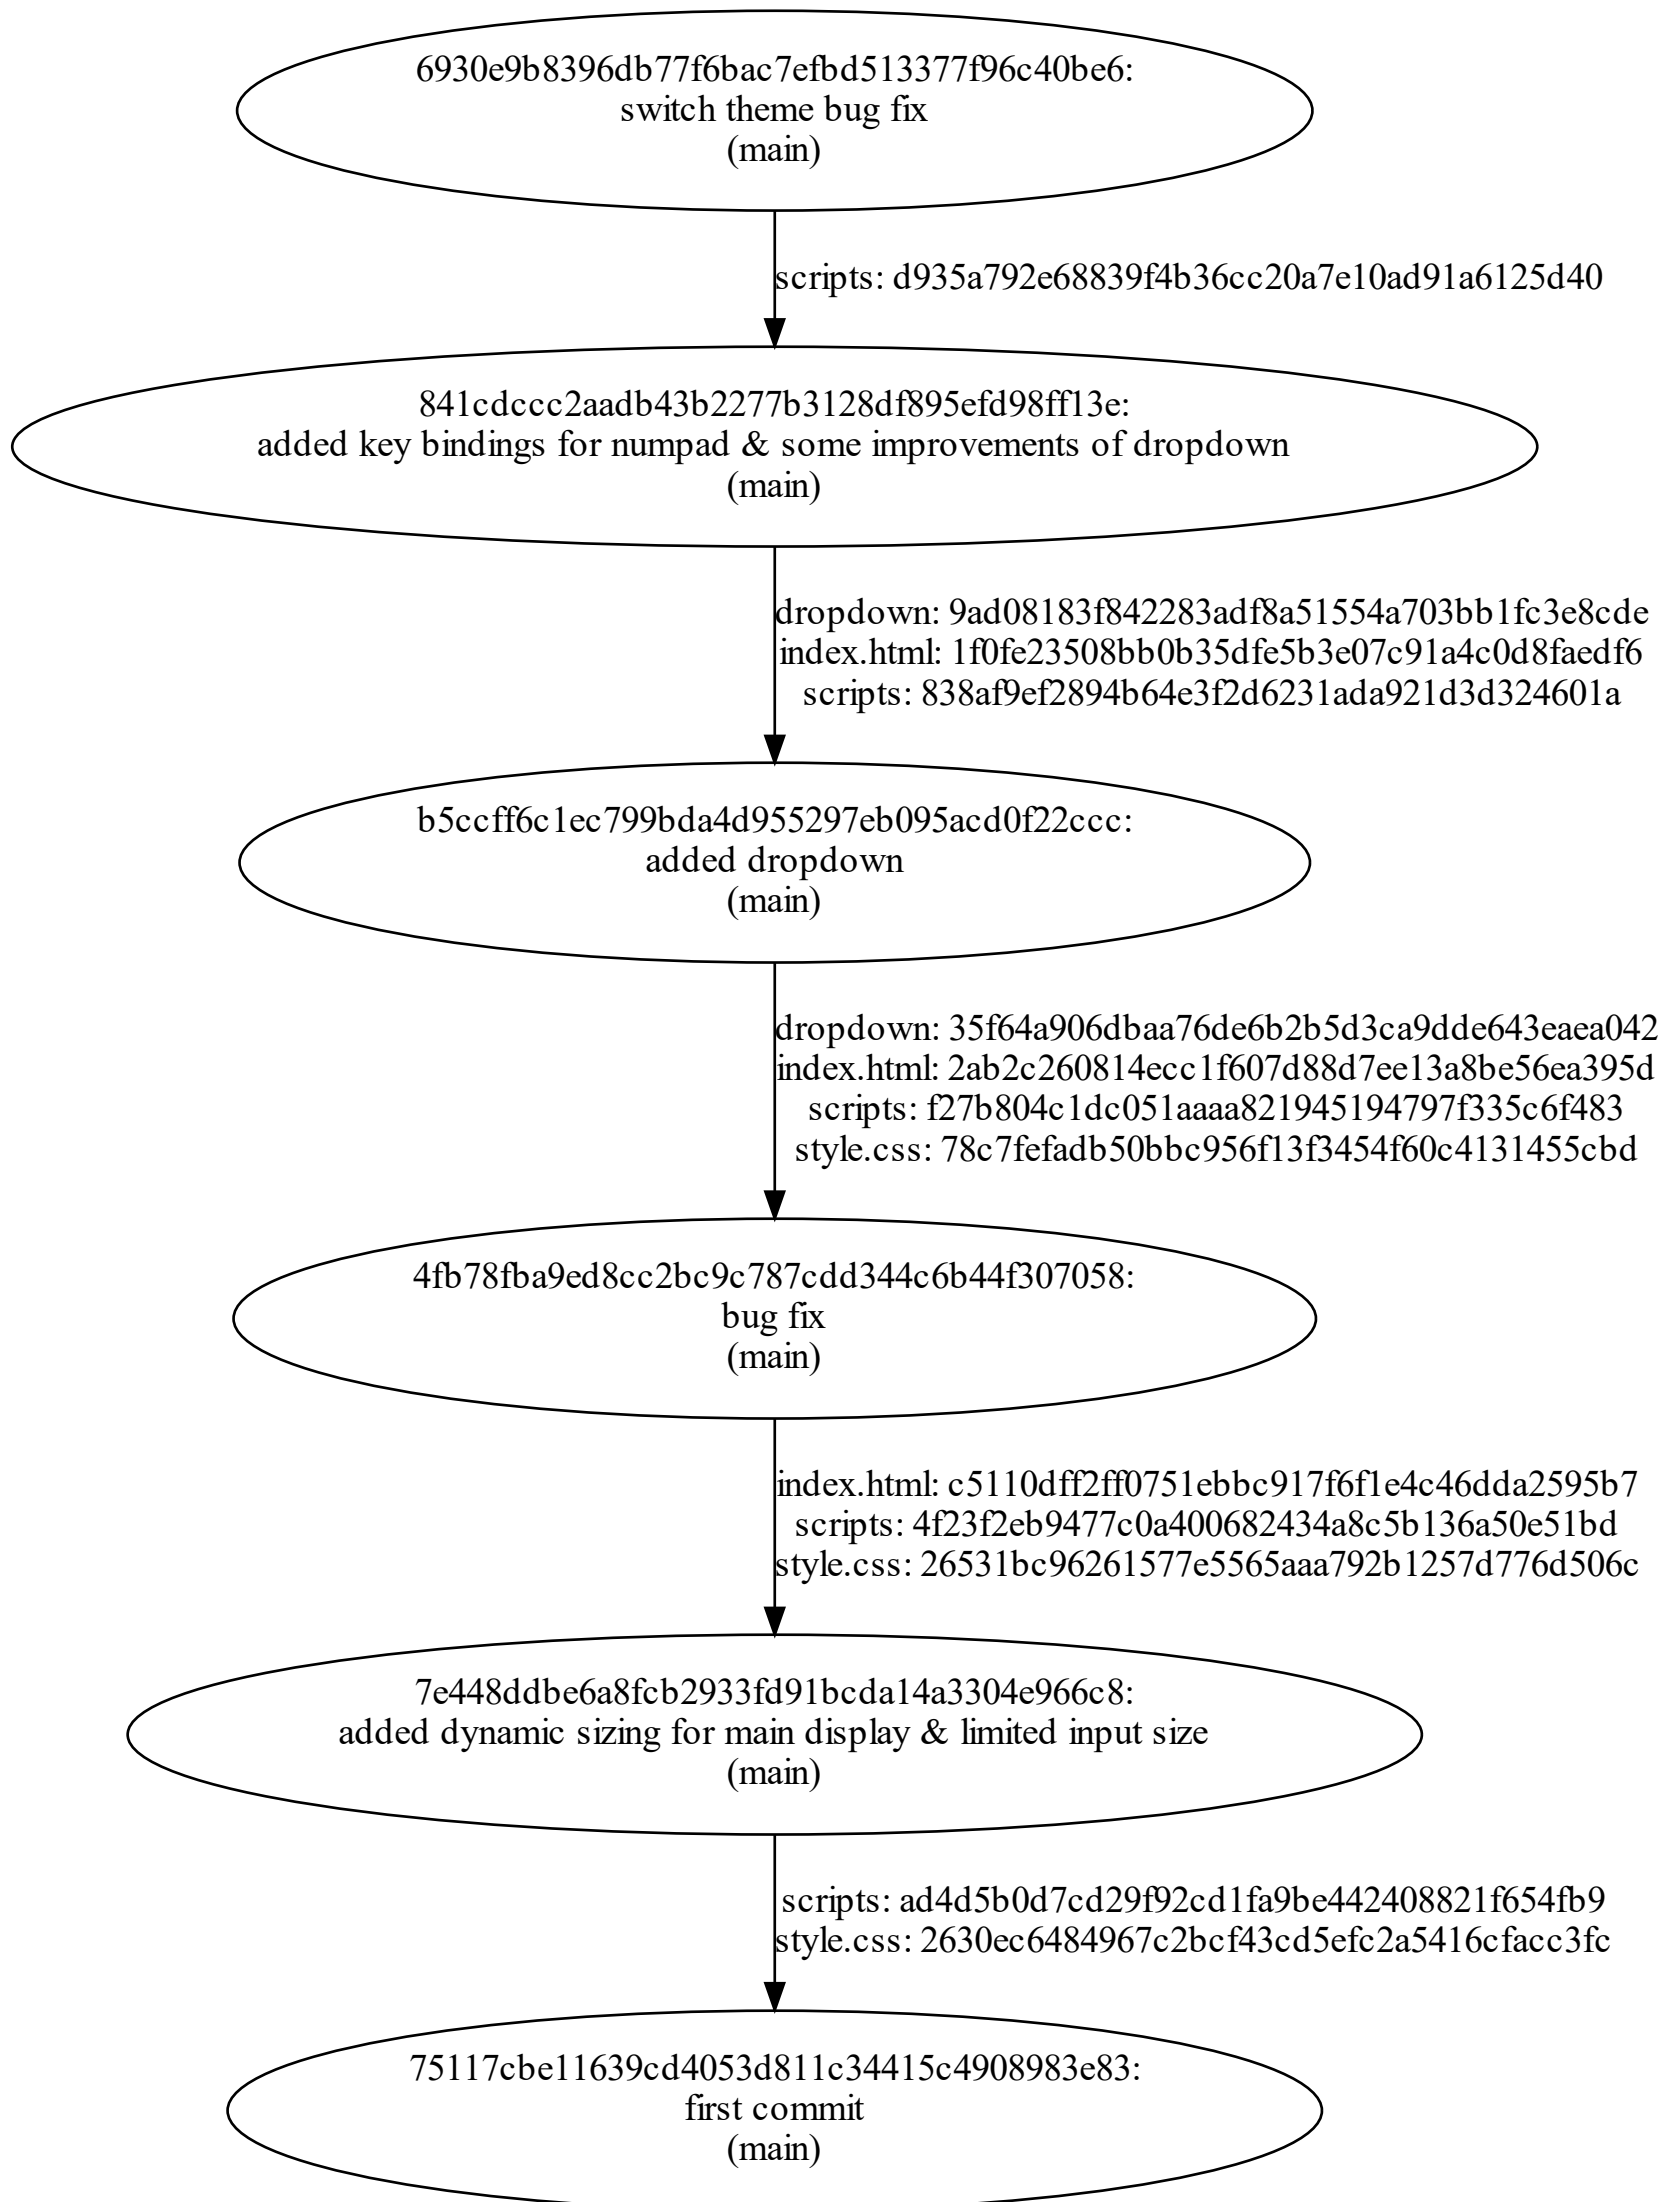 6930e9b8396db77f6bac7efbd513377f96c40be6:
switch theme bug fix
(main)
scripts: d935a792e68839f4b36cc20a7e10ad91a6125d40
841cdccc2aadb43b2277b3128df895efd98ff13e:
added key bindings for numpad & some improvements of dropdown
(main)
dropdown: 9ad08183f842283adf8a51554a703bb1fc3e8cde
index.html: 1f0fe23508bb0b35dfe5b3e07c91a4c0d8faedf6
scripts: 838af9ef2894b64e3f2d6231ada921d3d324601a
b5ccff6c1ec799bda4d955297eb095acd0f22ccc:
added dropdown
(main)
dropdown: 35f64a906dbaa76de6b2b5d3ca9dde643eaea042
index.html: 2ab2c260814ecc1f607d88d7ee13a8be56ea395d
scripts: f27b804c1dc051aaaa821945194797f335c6f483
style.css: 78c7fefadb50bbc956f13f3454f60c4131455cbd
4fb78fba9ed8cc2bc9c787cdd344c6b44f307058:
bug fix
(main)
index.html: c5110dff2ff0751ebbc917f6f1e4c46dda2595b7
scripts: 4f23f2eb9477c0a400682434a8c5b136a50e51bd
style.css: 26531bc96261577e5565aaa792b1257d776d506c
7e448ddbe6a8fcb2933fd91bcda14a3304e966c8:
added dynamic sizing for main display & limited input size
(main)
scripts: ad4d5b0d7cd29f92cd1fa9be442408821f654fb9
style.css: 2630ec6484967c2bcf43cd5efc2a5416cfacc3fc
75117cbe11639cd4053d811c34415c4908983e83:
first commit
(main)